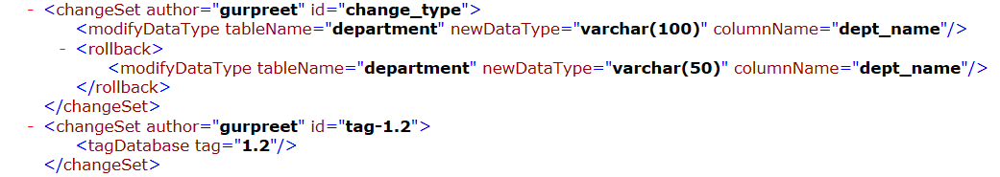 - <changeSet author="gurpreet" id="change_type">
<modifyDataType tableName="department" newDataType="varchar(100)" columnName="dept_name"/>
- <rollback>
<modifyDataType tableName="department" newDataType="varchar(50)" columnName="dept_name"/>
</rollback>
</changeSet>
- <changeSet author="gurpreet" id="tag-1.2">
<tagDatabase tag="1.2"/>
</changeSet>